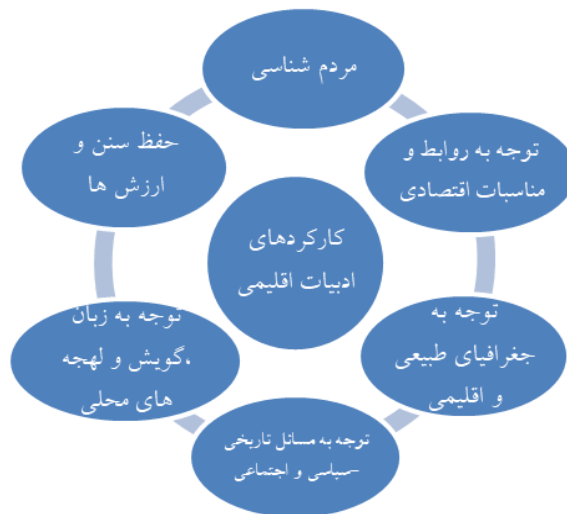 مردم شناسی
توجه به روابط و
مناسبات اقتصادی
توجه به
جغرافیای طبیعی
و اقلیمی
توجه به مسائل تاریخی
-سیاسی و اجتماعی
توجه به زبان
،گویش و لهجه
های محلی
حفظ سنن و
ارزش ها
کارکردهای
ادبیات اقلیمی